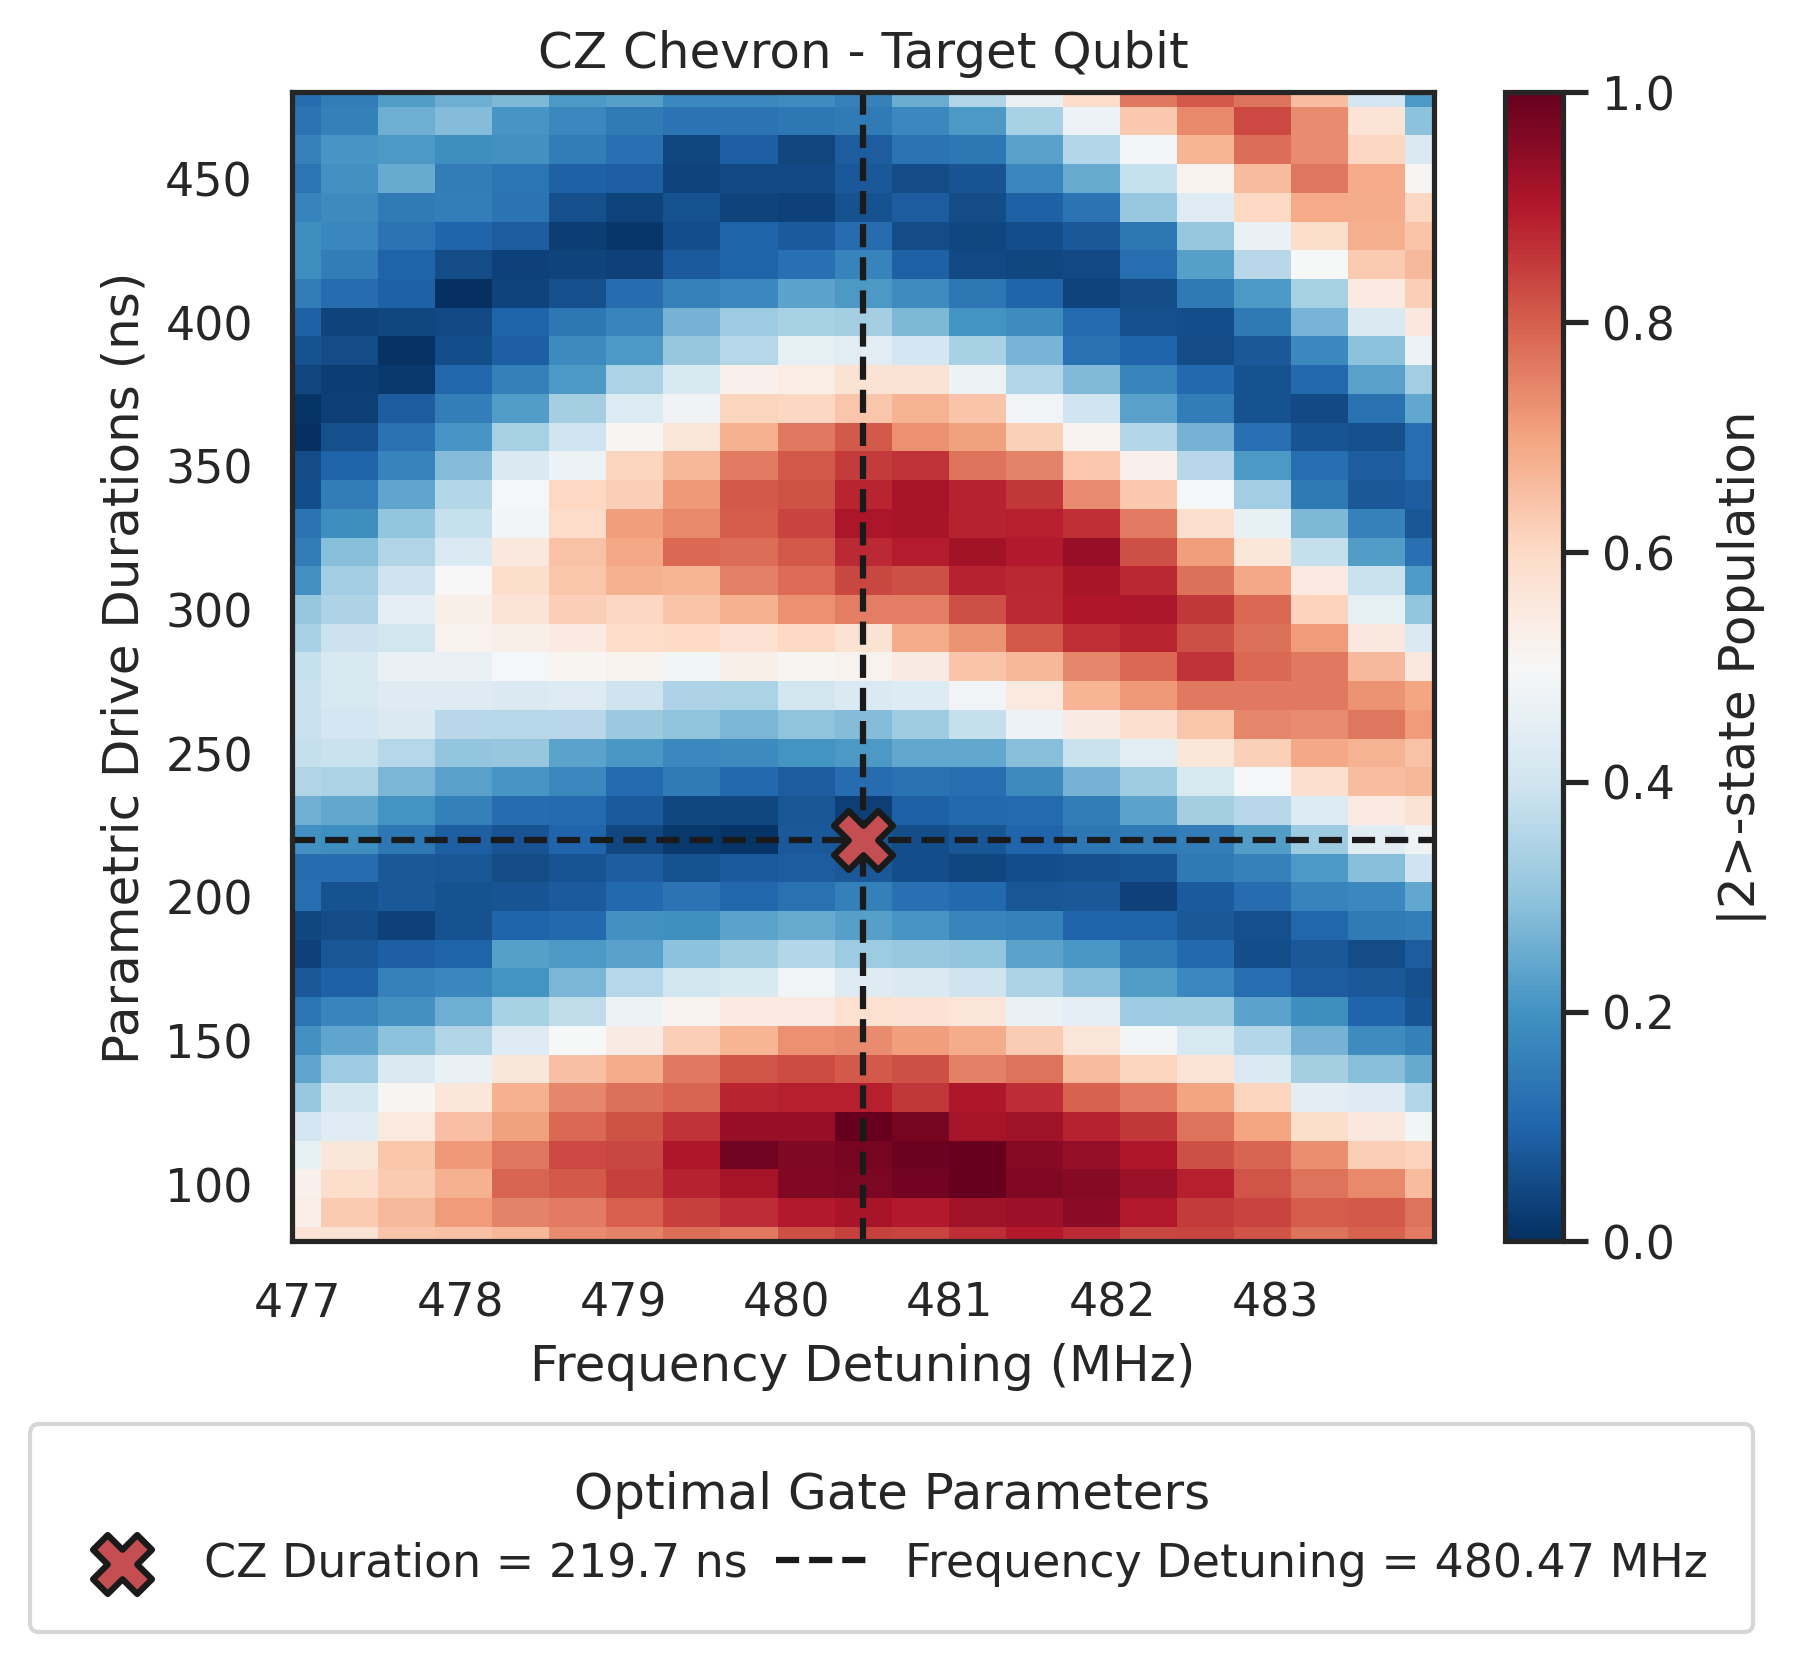 CZ Chevron - Target Qubit
450
400
350
300
250
200
150
100
Parametric Drive Durations (ns)
477 478 479 480 481 482 483
Frequency Detuning (MHz)
1.0
0.8
0.6
0.4
0.2
0.0
|2>-state Population
Optimal Gate Parameters
CZ Duration = 219.7 ns
Frequency Detuning = 480.47 MHz